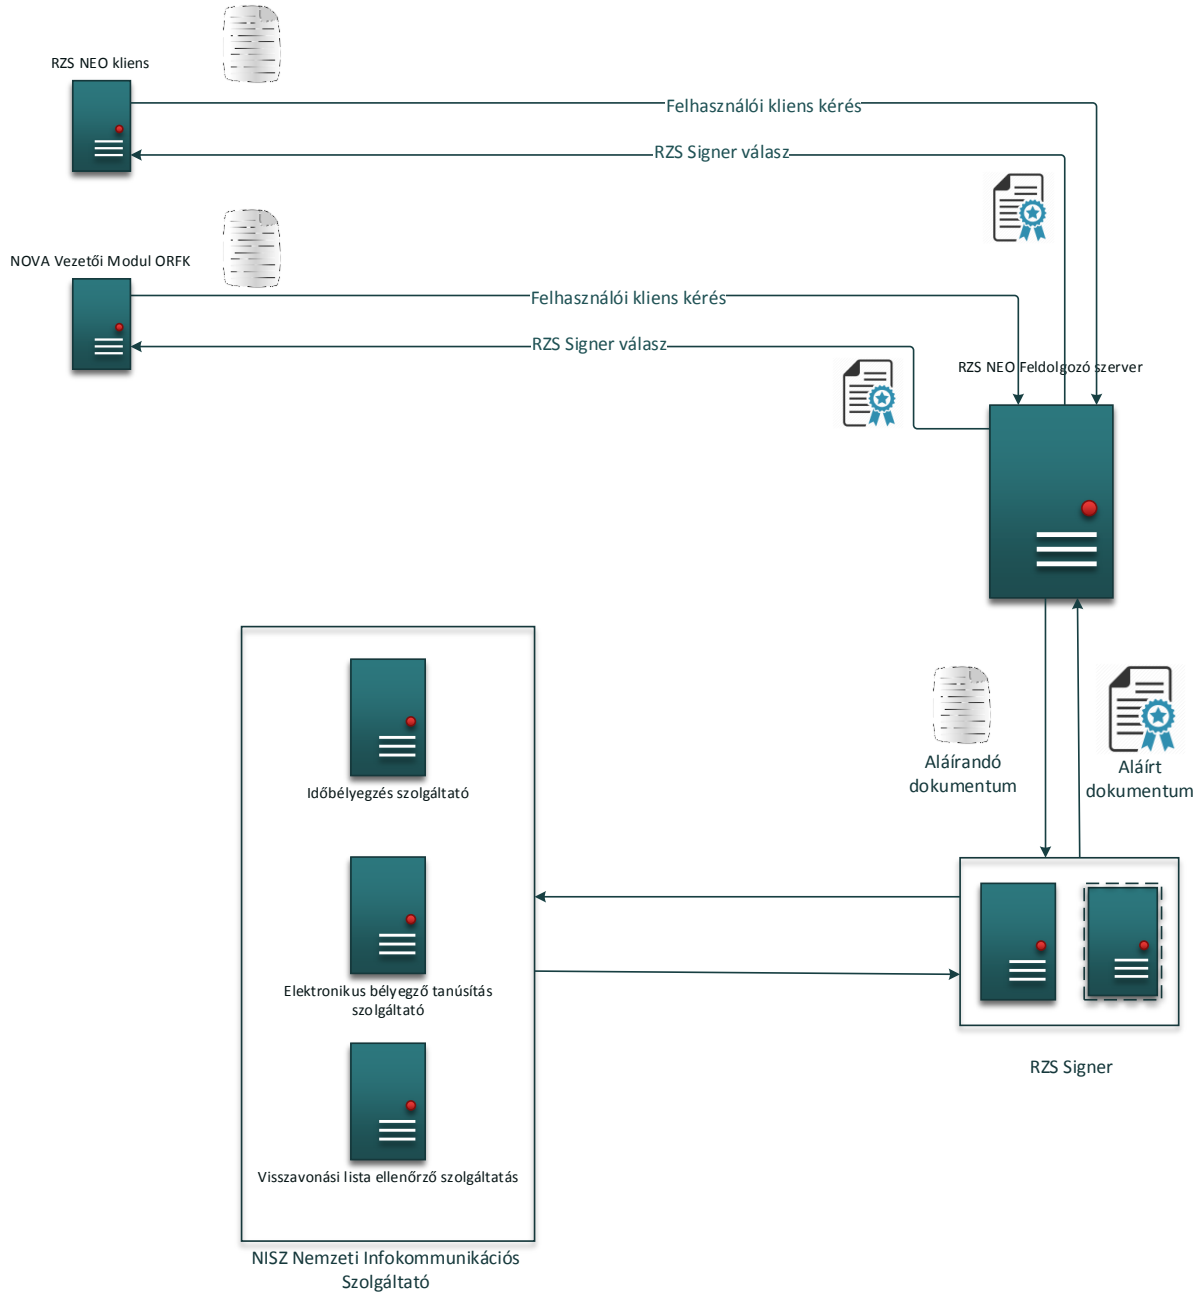 RZS NEO kliens
Felhasználói kliens kérés
RZS Signer válasz
NOVA Vezetői Modul ORFK
Felhasználói kliens kérés
RZS Signer válasz
RZS NEO Feldolgozó szerver
Aláírandó
dokumentum
Aláírt
dokumentum
Időbélyegzés szolgáltató
Elektronikus bélyegző tanúsítás
szolgáltató
RZS Signer
Visszavonási lista ellenőrző szolgáltatás
NISZ Nemzeti Infokommunikációs
Szolgáltató